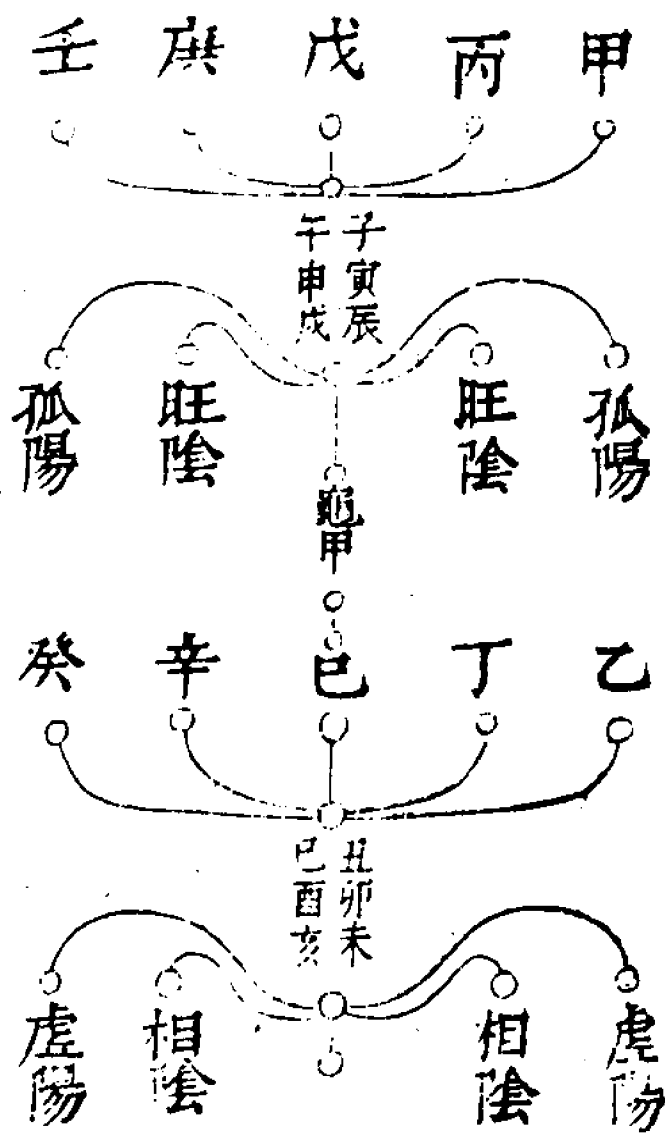 甲
丙
戊
庚
壬
子寅辰
午申戌
孤陽
旺陰
旺陰
孤陽
龜甲
乙
丁
巳
辛
癸
丑卯未
巳酉亥
虛陽
相陰
相陰
虛陽